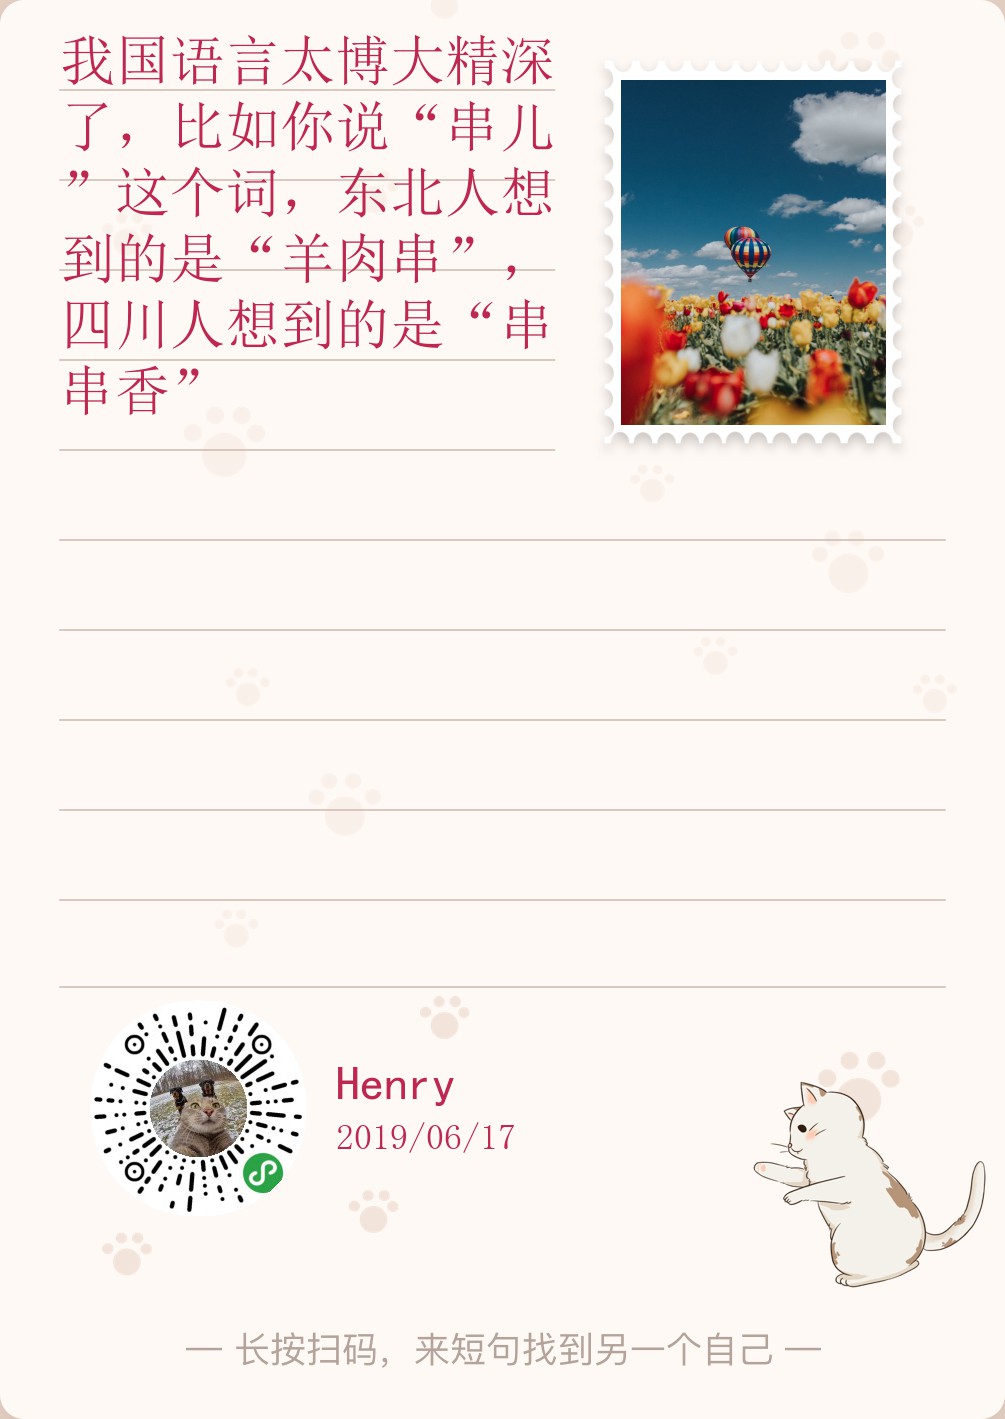 我国语言太博大精深
了，比如你说“串儿
”这个词，东北人想
到的是“羊肉串”，
四川人想到的是“串
串香”
Henry
2019/06/17
— 长按扫码，来短句找到另一个自己 —